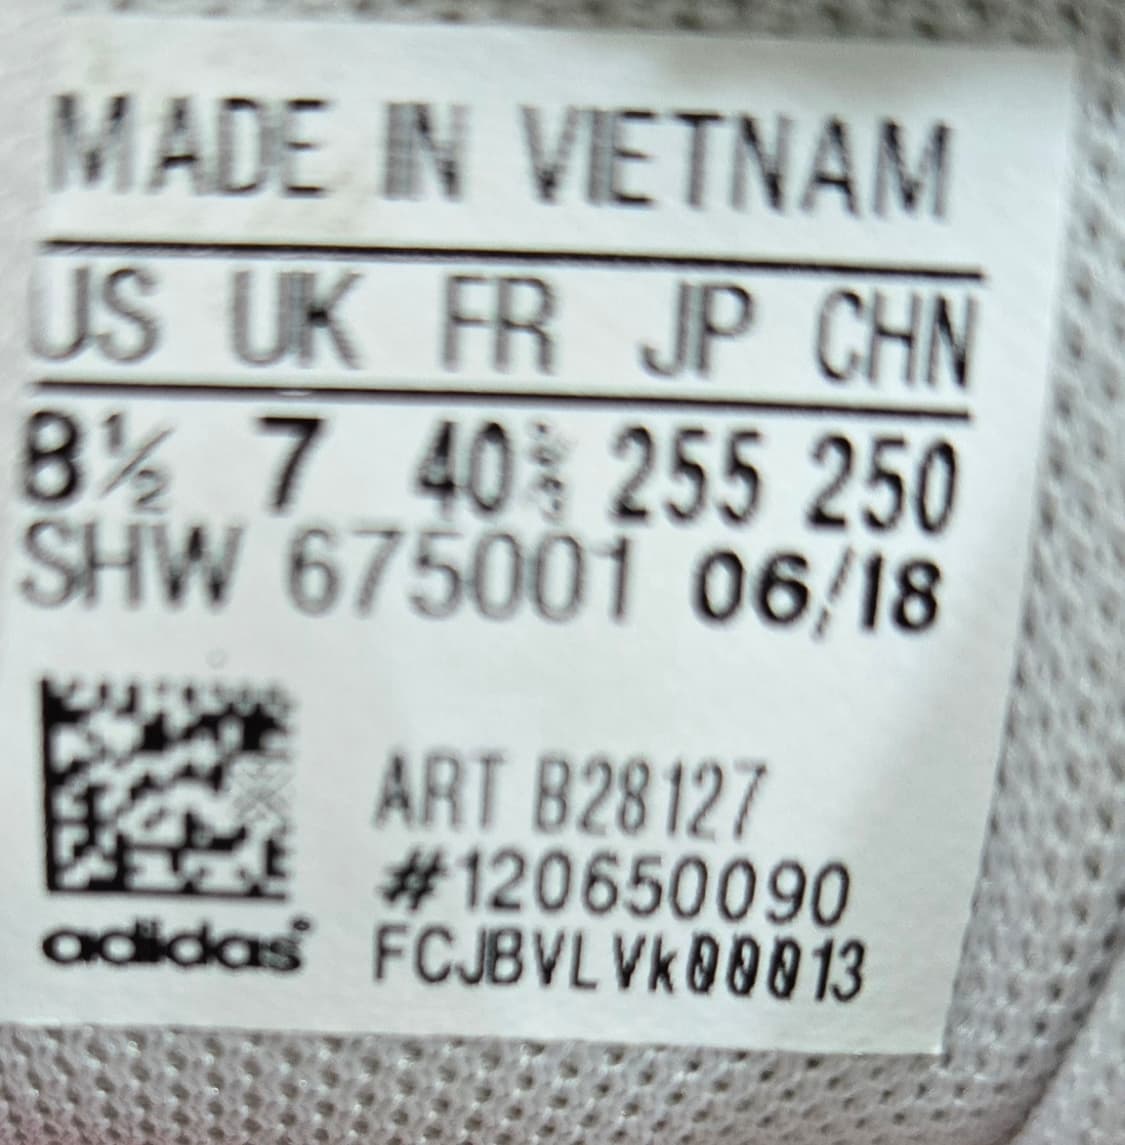 MADE IN VIETNAM
US UK FR JP CHN
8½ 7 40⅔ 255 250
SHW 675001 06/18
ART B28127
#120650090
adidas
FCJBVLVk00013